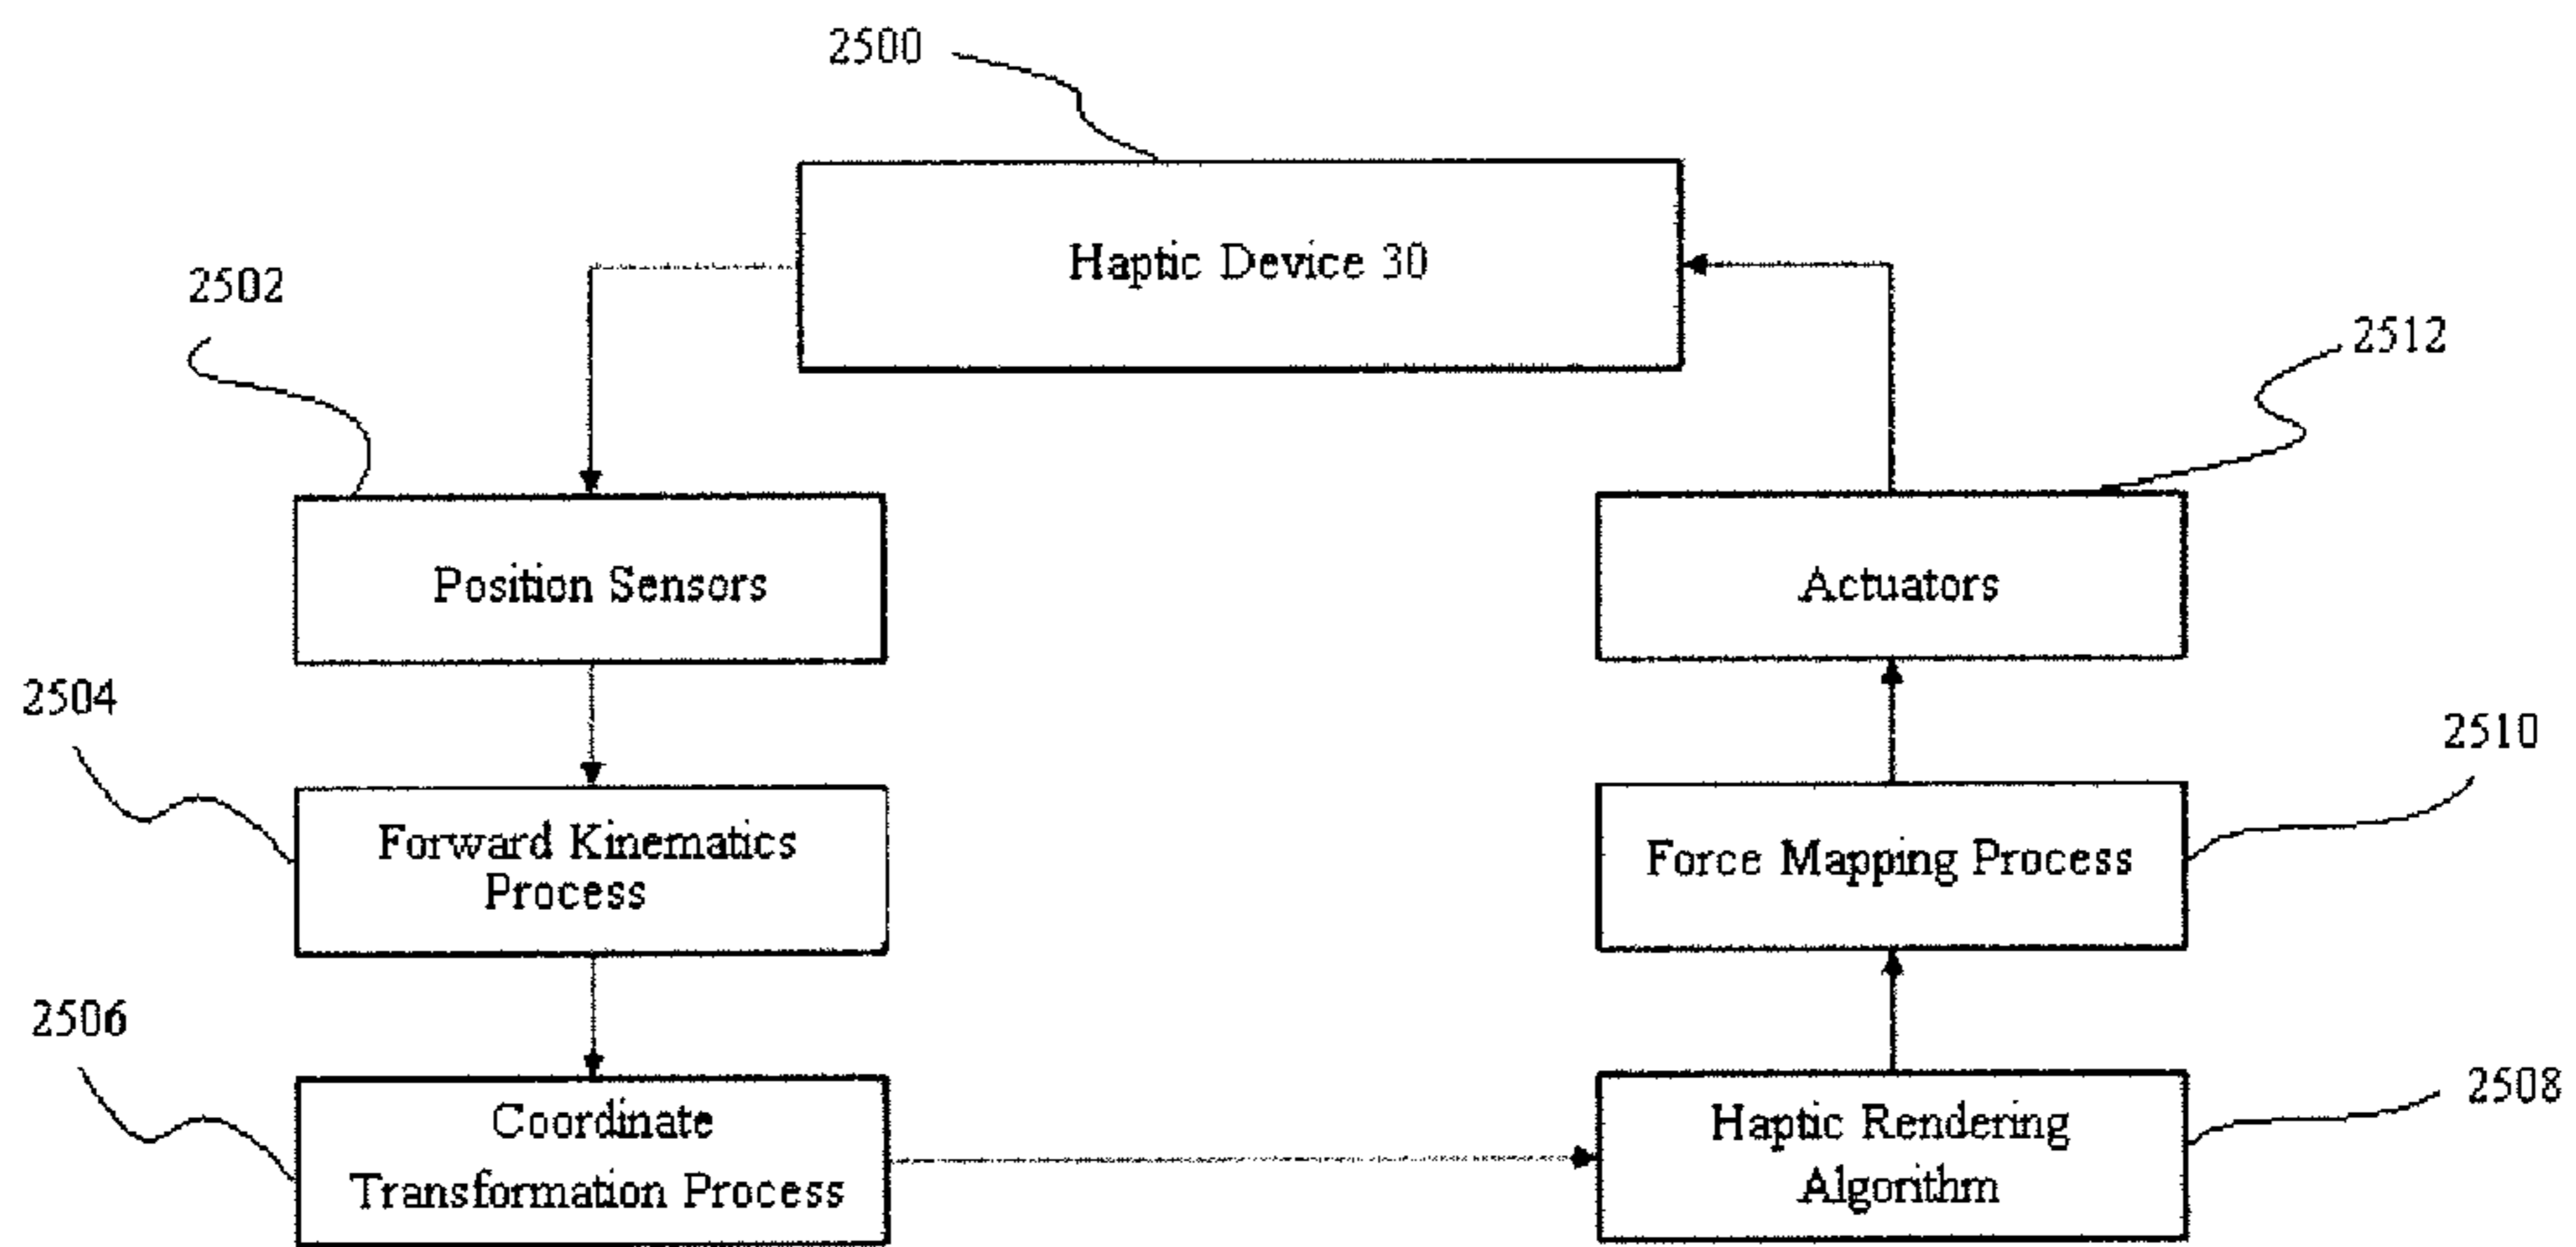 2500
Haptic Device 30
2502
2512
Position Sensors
Actuators
2504
2510
Forward Kinematics
Process
Force Mapping Process
2506
2508
Coordinate
Transformation Process
Haptic Rendering
Algorithm